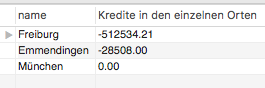 name Kredite in den einzelnen Orten
Freiburg -512534.21
Emmendingen -28508.00
München 0.00